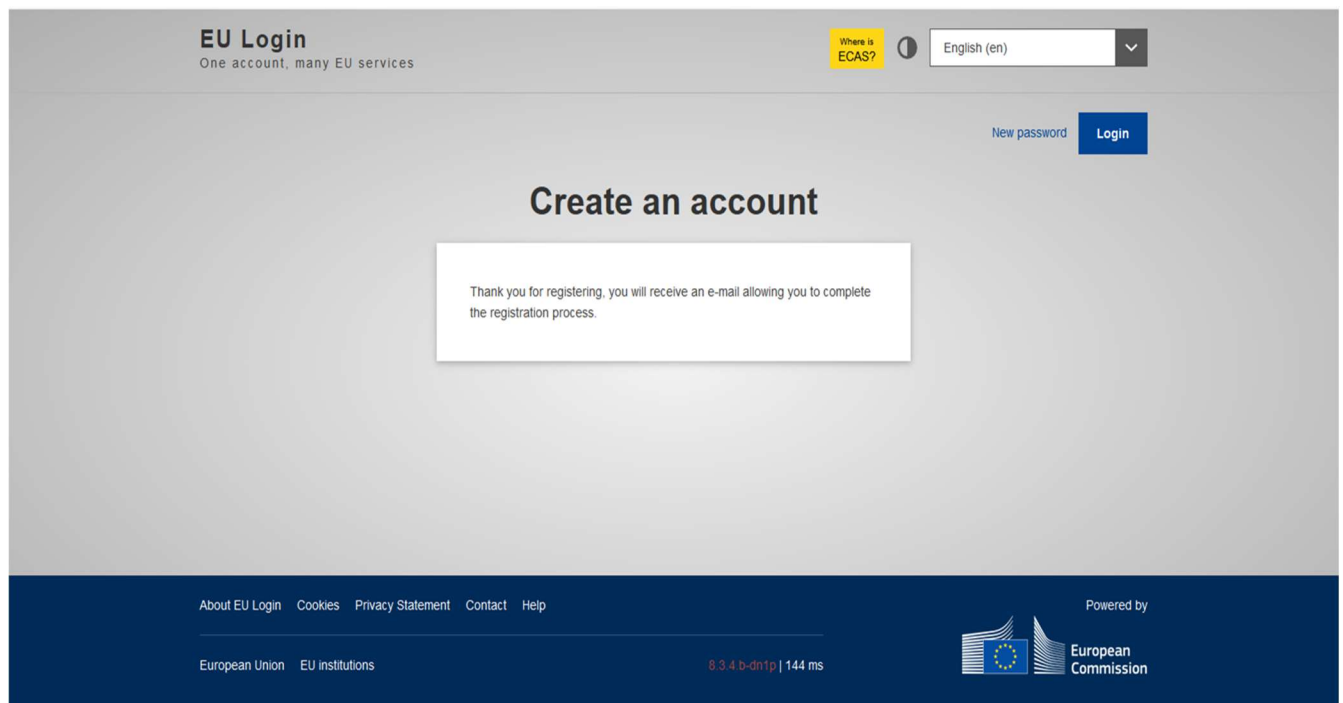 EU Login
One account, many EU services
Where is
ECAS?
English (en)
New password
Login
Create an account
Thank you for registering, you will receive an e-mail allowing you to complete
the registration process.
About EU Login Cookies Privacy Statement Contact Help
Powered by
European Union EU institutions
8.3.4.b-dn1p | 144 ms
European
Commission